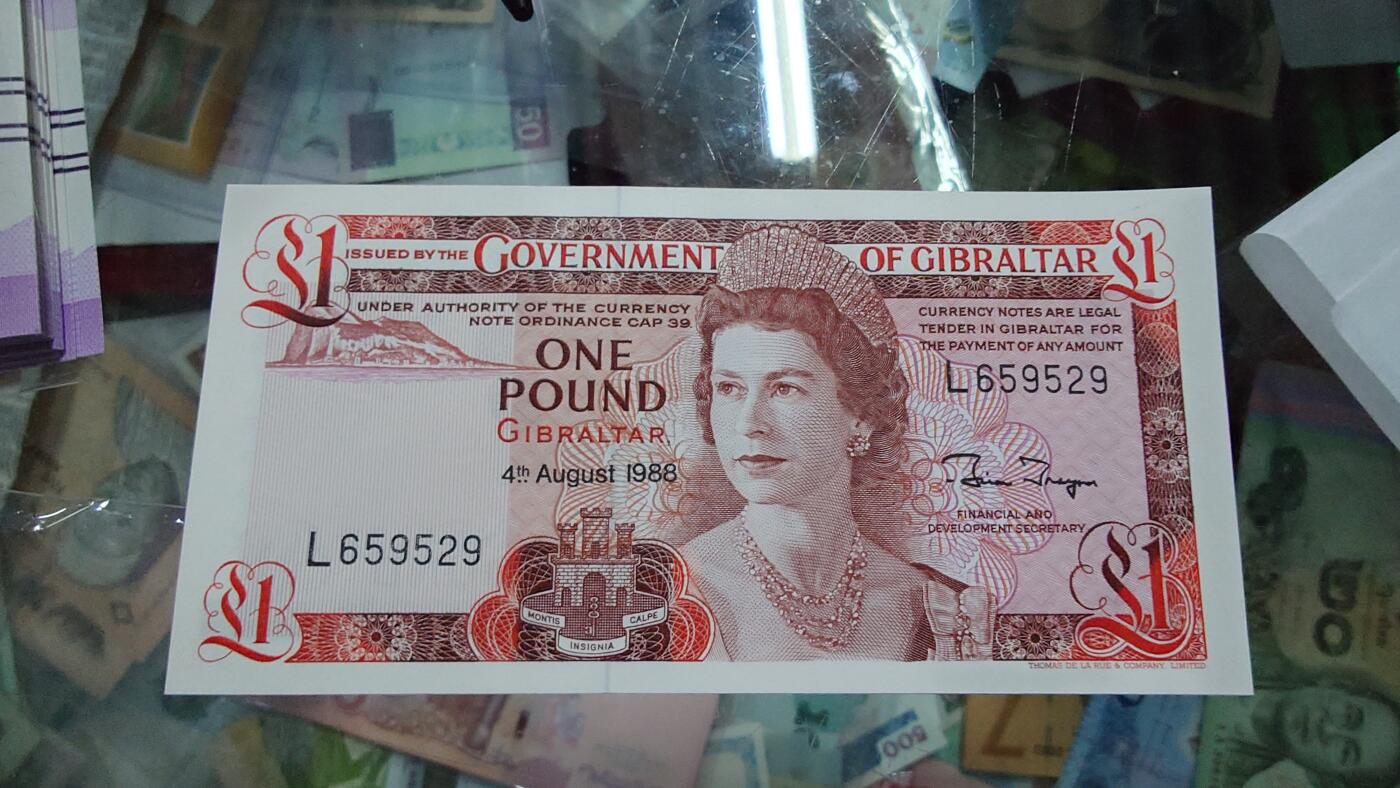 £1
ISSUED BY THE GOVERNMENT OF GIBRALTAR
£1
UNDER AUTHORITY OF THE CURRENCY
NOTE ORDINANCE CAP 39.
CURRENCY NOTES ARE LEGAL
TENDER IN GIBRALTAR FOR
THE PAYMENT OF ANY AMOUNT
ONE
POUND
GIBRALTAR.
4th August 1988
L659529
FINANCIAL AND
DEVELOPMENT SECRETARY
L659529
£1
MONTIS CALPE
INSIGNIA
£1
THOMAS DE LA RUE & COMPANY, LIMITED
50
500